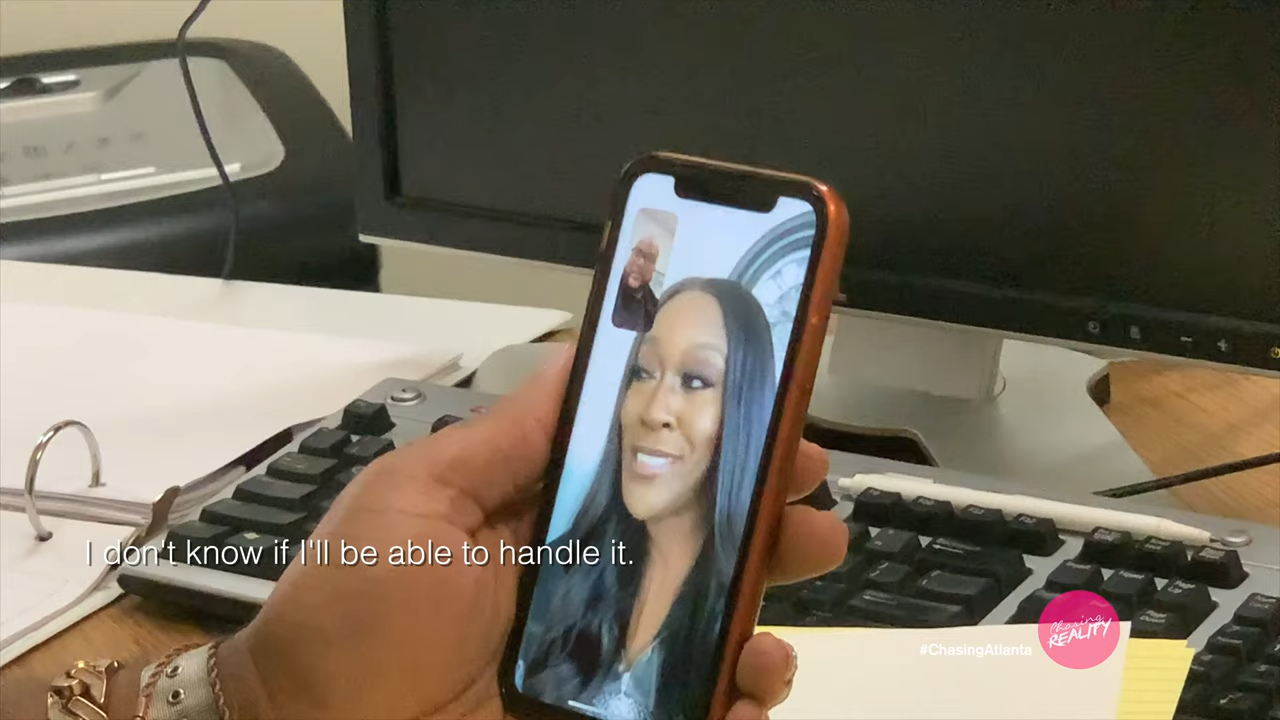 I don't know if I'll be able to handle it.
#ChasingAtlanta
Chasing
REALITY